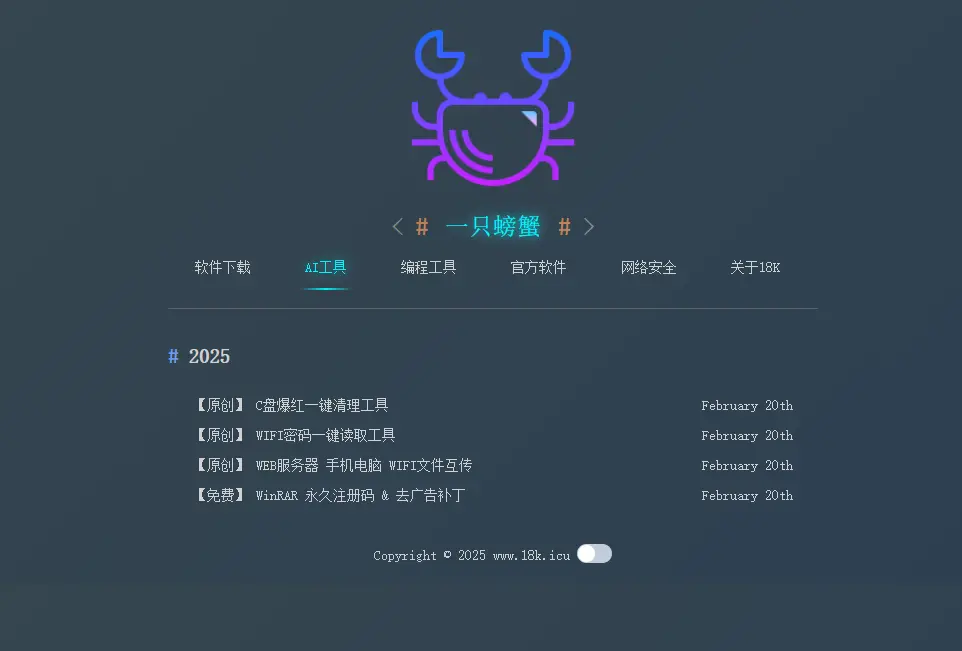 < # 一只螃蟹 # >
软件下载 AI工具 编程工具 官方软件 网络安全 关于18K
# 2025
【原创】 C盘爆红一键清理工具 February 20th
【原创】 WIFI密码一键读取工具 February 20th
【原创】 WEB服务器 手机电脑 WIFI文件互传 February 20th
【免费】 WinRAR 永久注册码 & 去广告补丁 February 20th
Copyright © 2025 www.18k.icu